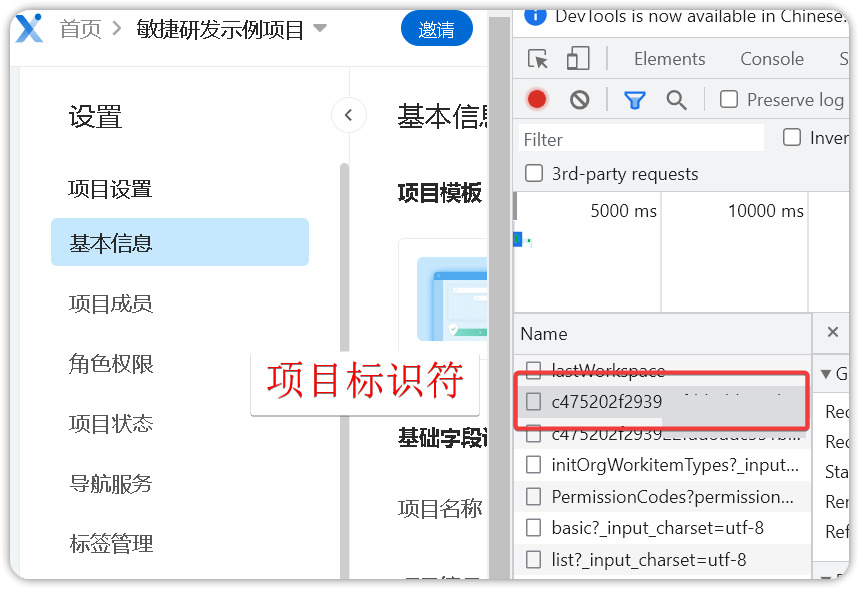 首页 > 敏捷研发示例项目
邀请
设置
基本信息
项目设置
项目模板
基本信息
项目成员
角色权限
项目标识符
项目状态
基础字段
导航服务
项目名称
标签管理
DevTools is now available in Chinese.
Elements Console S
Preserve log
Filter
Inver
3rd-party requests
5000 ms 10000 ms
Name
lastWorkspace
G
c475202f2939
Rec
c475202f2939
Rec
initOrgWorkitemTypes?_input...
Sta
PermissionCodes?permission...
Rer
basic?_input_charset=utf-8
Ref
list?_input_charset=utf-8